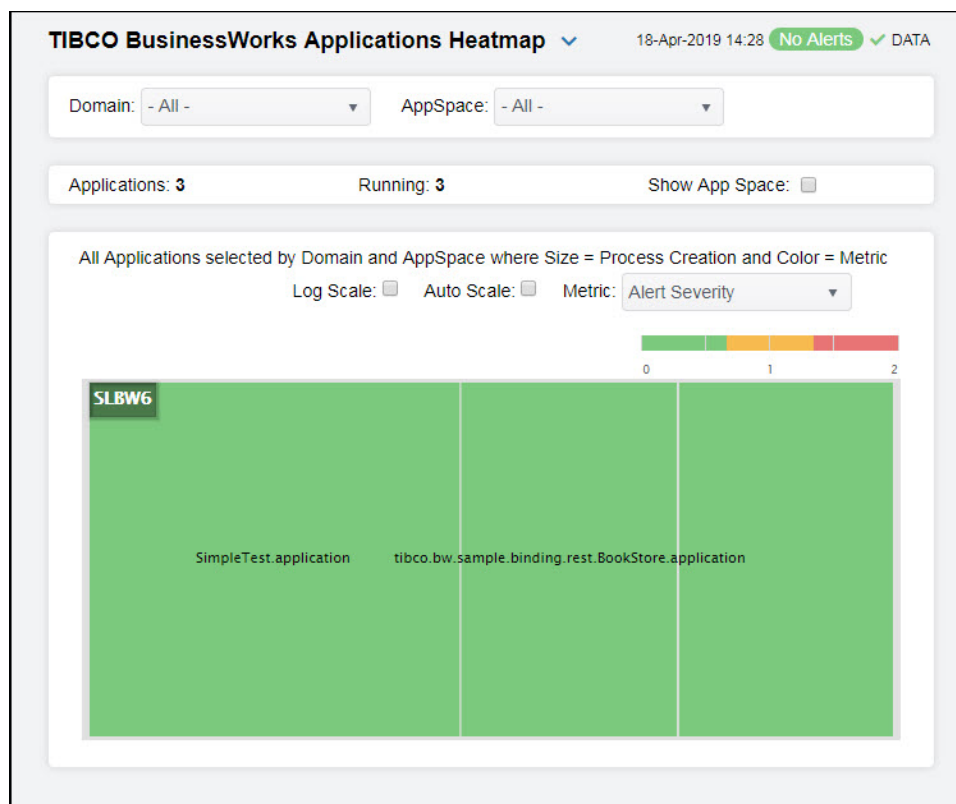 TIBCO BusinessWorks Applications Heatmap 18-Apr-2019 14:28 No Alerts DATA
Domain: - All - AppSpace: - All -
Applications: 3 Running: 3 Show App Space:
All Applications selected by Domain and AppSpace where Size = Process Creation and Color = Metric
Log Scale: Auto Scale: Metric: Alert Severity
0 1 2
SLBW6
SimpleTest.application tibco.bw.sample.binding.rest.BookStore.application